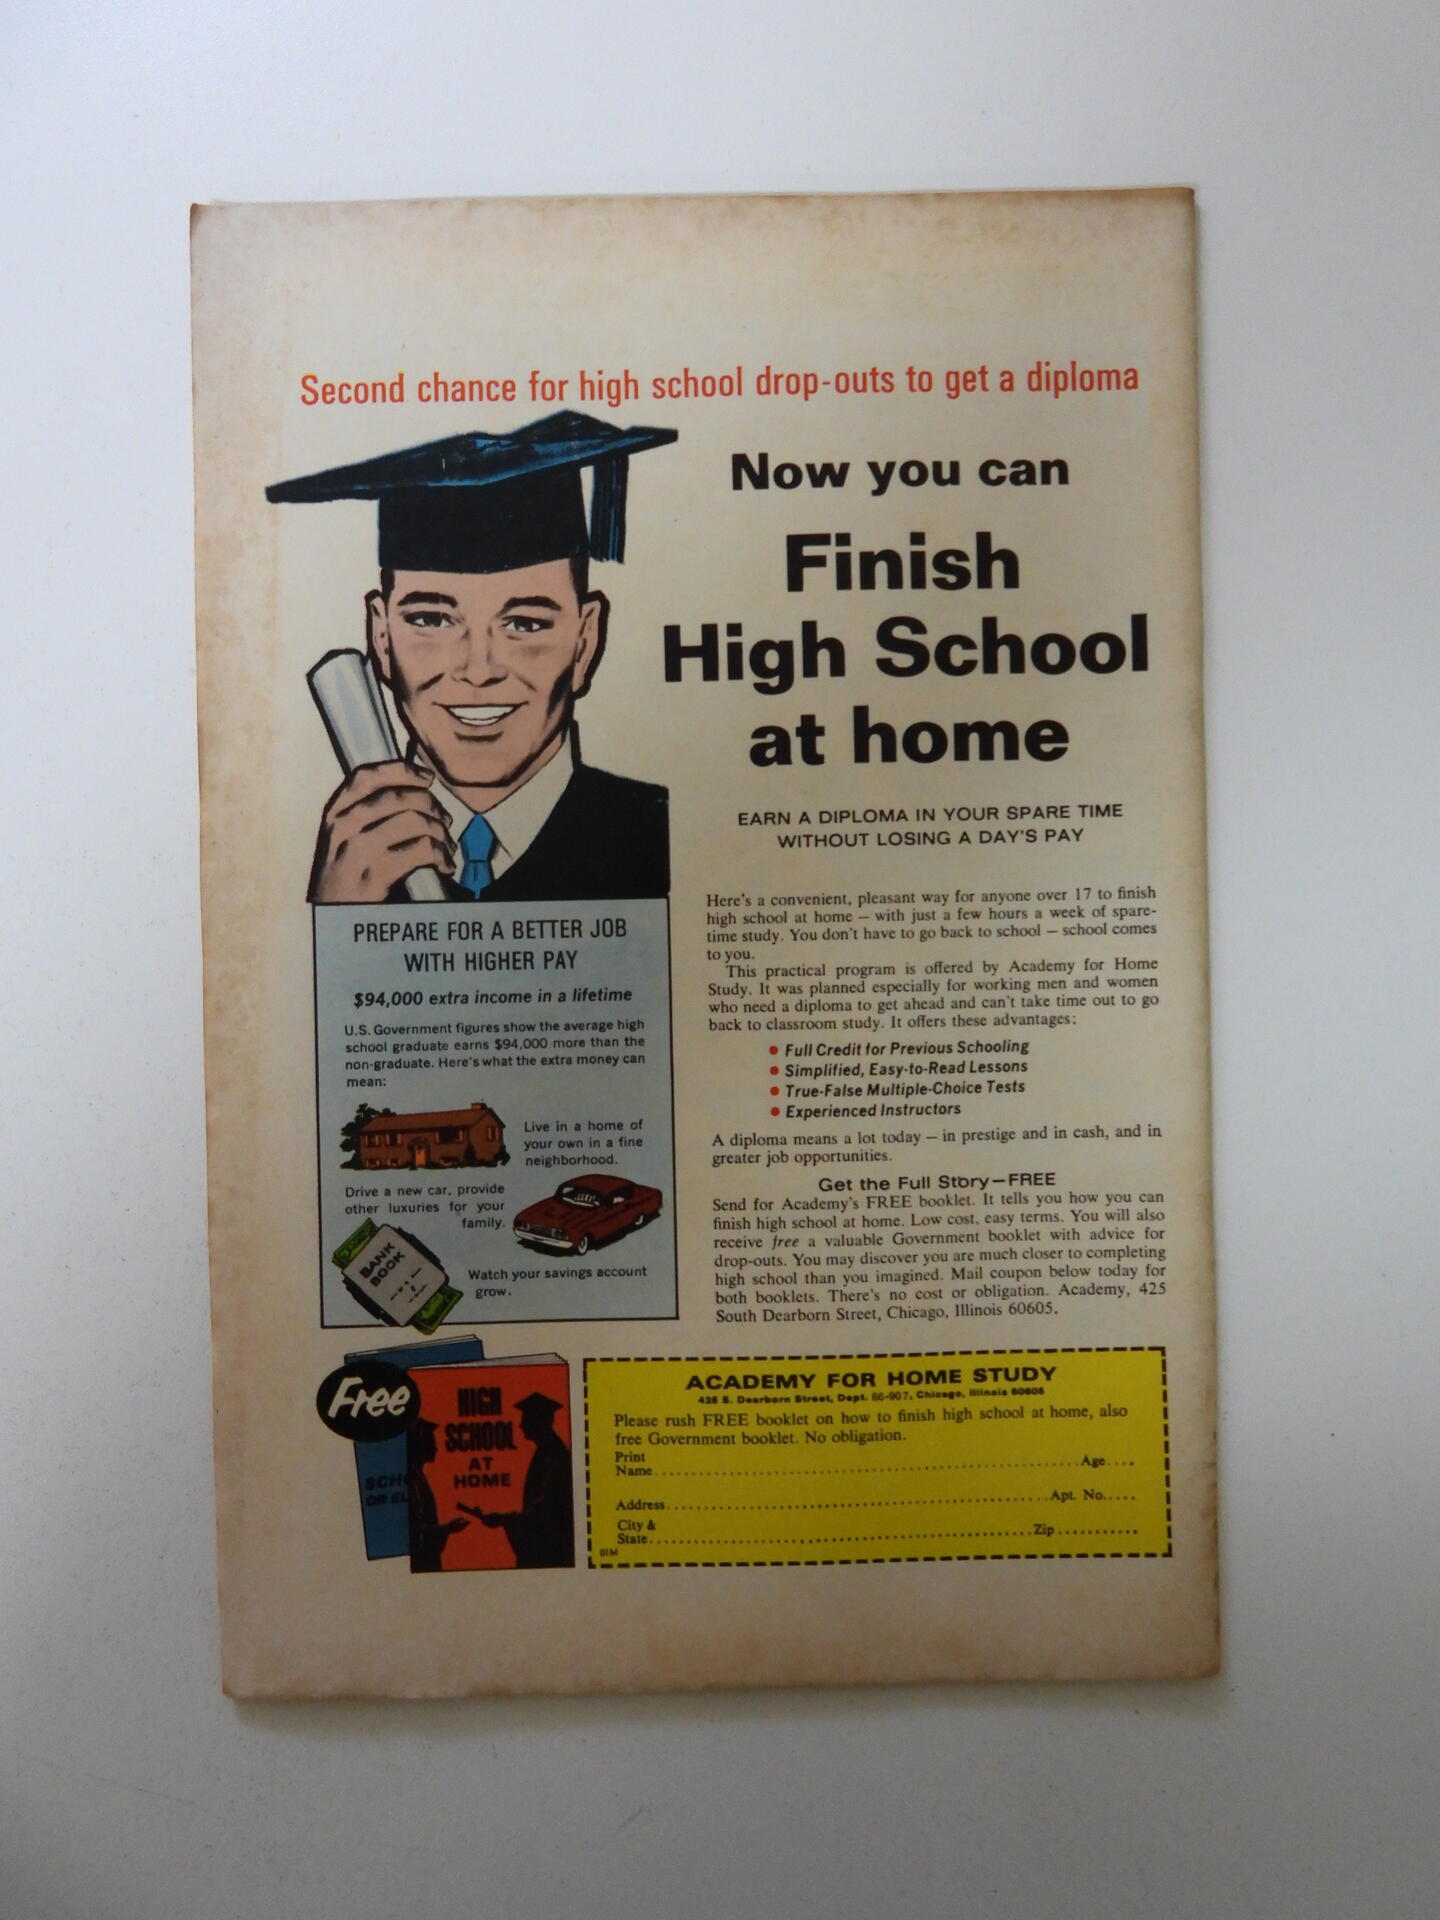 Second chance for high school drop-outs to get a diploma
Now you can
Finish
High School
at home
EARN A DIPLOMA IN YOUR SPARE TIME
WITHOUT LOSING A DAY'S PAY
PREPARE FOR A BETTER JOB
WITH HIGHER PAY
$94,000 extra income in a lifetime
U.S. Government figures show the average high
school graduate earns $94,000 more than the
non-graduate. Here's what the extra money can
mean:
Live in a home of
your own in a fine
neighborhood.
Drive a new car, provide
other luxuries for your
family.
BANK
BOOK
Watch your savings account
grow.
Here's a convenient, pleasant way for anyone over 17 to finish
high school at home — with just a few hours a week of spare-
time study. You don't have to go back to school — school comes
to you.
This practical program is offered by Academy for Home
Study. It was planned especially for working men and women
who need a diploma to get ahead and can't take time out to go
back to classroom study. It offers these advantages:
• Full Credit for Previous Schooling
• Simplified, Easy-to-Read Lessons
• True-False Multiple-Choice Tests
• Experienced Instructors
A diploma means a lot today — in prestige and in cash, and in
greater job opportunities.
Get the Full Story—FREE
Send for Academy's FREE booklet. It tells you how you can
finish high school at home. Low cost, easy terms. You will also
receive free a valuable Government booklet with advice for
drop-outs. You may discover you are much closer to completing
high school than you imagined. Mail coupon below today for
both booklets. There's no cost or obligation. Academy, 425
South Dearborn Street, Chicago, Illinois 60605.
Free
HIGH
SCHOOL
AT
HOME
ACADEMY FOR HOME STUDY
425 S. Dearborn Street, Dept. 66-907, Chicago, Illinois 60605
Please rush FREE booklet on how to finish high school at home, also
free Government booklet. No obligation.
Print
Name.......... Age....
Address.......... Apt. No.....
City &
State.......... Zip..........
01M